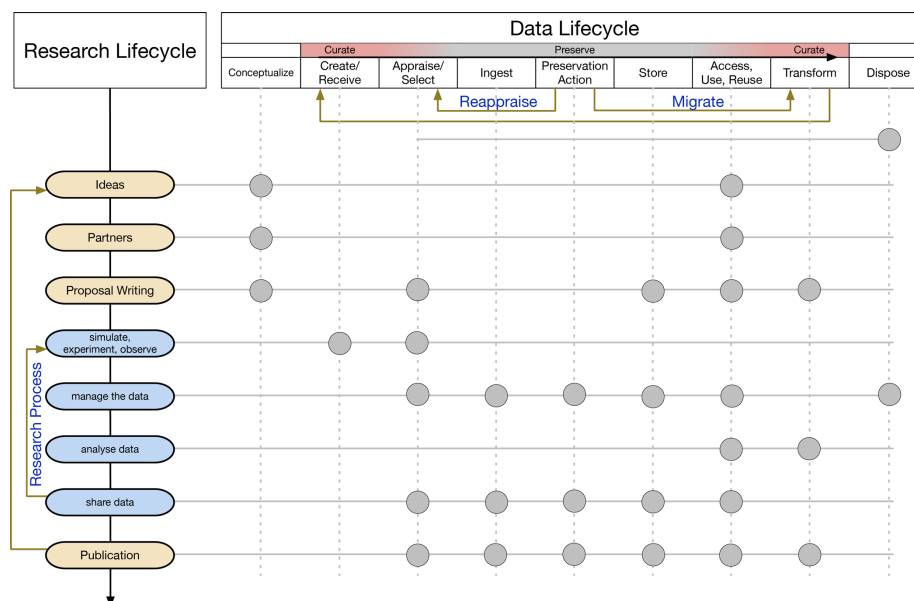 Research Lifecycle
Data Lifecycle
Curate
Preserve
Curate
Conceptualize
Create/
Receive
Appraise/
Select
Ingest
Preservation
Action
Store
Access,
Use, Reuse
Transform
Dispose
Reappraise
Migrate
Ideas
Partners
Proposal Writing
simulate,
experiment, observe
manage the data
analyse data
share data
Publication
Research Process